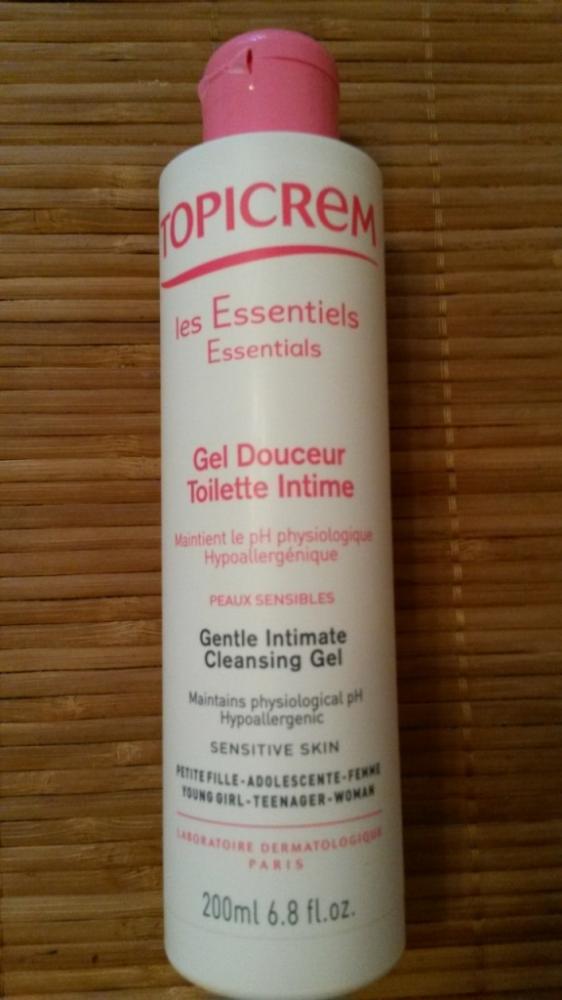 TOPICREM
les Essentiels
Essentials
Gel Douceur
Toilette Intime
Maintient le pH physiologique
Hypoallergénique
PEAUX SENSIBLES
Gentle Intimate
Cleansing Gel
Maintains physiological pH
Hypoallergenic
SENSITIVE SKIN
PETITE FILLE-ADOLESCENTE-FEMME
YOUNG GIRL-TEENAGER-WOMAN
LABORATOIRE DERMATOLOGIQUE
PARIS
200ml 6.8 fl.oz.